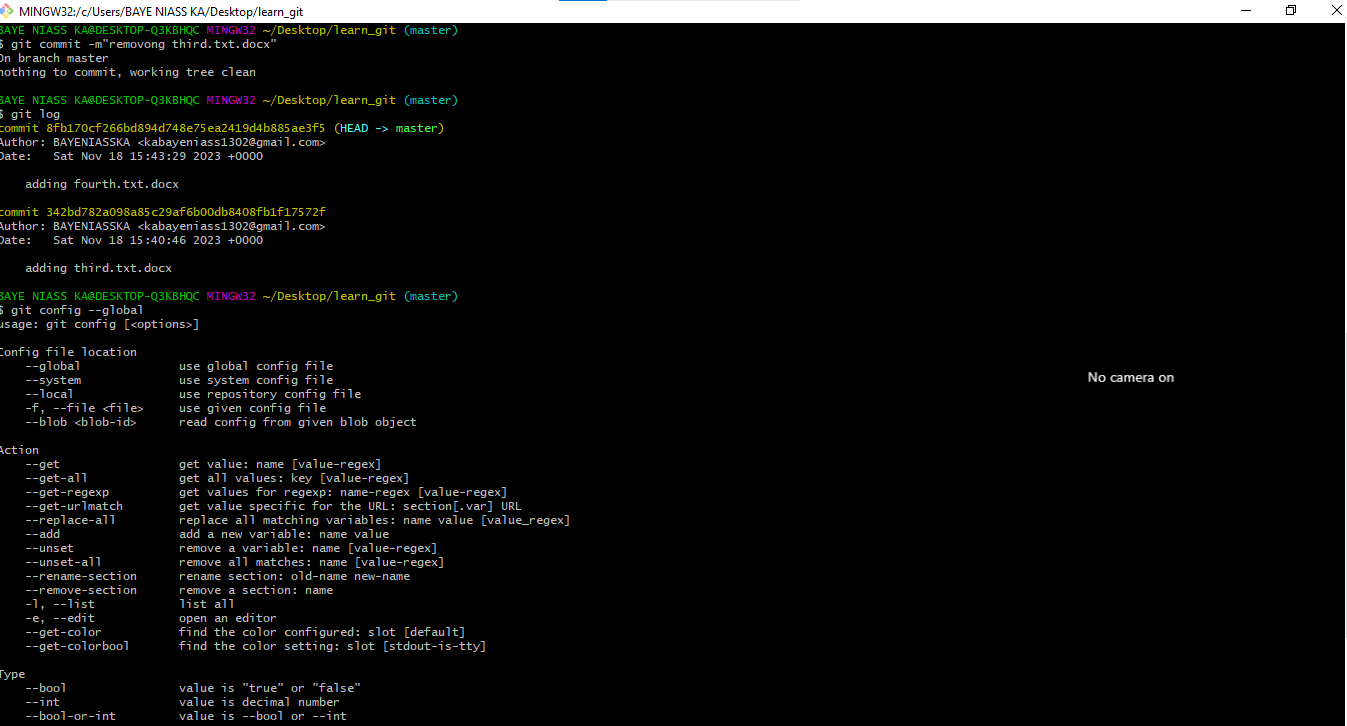 MINGW32:/c/Users/BAYE NIASS KA/Desktop/learn_git
BAYE NIASS KA@DESKTOP-Q3KBHQC MINGW32 ~/Desktop/learn_git (master)
$ git commit -m"removong third.txt.docx"
On branch master
nothing to commit, working tree clean
BAYE NIASS KA@DESKTOP-Q3KBHQC MINGW32 ~/Desktop/learn_git (master)
$ git log
commit 8fb170cf266bd894d748e75ea2419d4b885ae3f5 (HEAD -> master)
Author: BAYENIASSKA <kabayeniass1302@gmail.com>
Date:   Sat Nov 18 15:43:29 2023 +0000
    adding fourth.txt.docx
commit 342bd782a098a85c29af6b00db8408fb1f17572f
Author: BAYENIASSKA <kabayeniass1302@gmail.com>
Date:   Sat Nov 18 15:40:46 2023 +0000
    adding third.txt.docx
BAYE NIASS KA@DESKTOP-Q3KBHQC MINGW32 ~/Desktop/learn_git (master)
$ git config --global
usage: git config [<options>]
Config file location
    --global              use global config file
    --system              use system config file
    --local               use repository config file
    -f, --file <file>     use given config file
    --blob <blob-id>      read config from given blob object
Action
    --get                 get value: name [value-regex]
    --get-all             get all values: key [value-regex]
    --get-regexp          get values for regexp: name-regex [value-regex]
    --get-urlmatch        get value specific for the URL: section[.var] URL
    --replace-all         replace all matching variables: name value [value_regex]
    --add                 add a new variable: name value
    --unset               remove a variable: name [value-regex]
    --unset-all           remove all matches: name [value-regex]
    --rename-section      rename section: old-name new-name
    --remove-section      remove a section: name
    -l, --list            list all
    -e, --edit            open an editor
    --get-color           find the color configured: slot [default]
    --get-colorbool       find the color setting: slot [stdout-is-tty]
Type
    --bool                value is "true" or "false"
    --int                 value is decimal number
    --bool-or-int         value is --bool or --int
No camera on